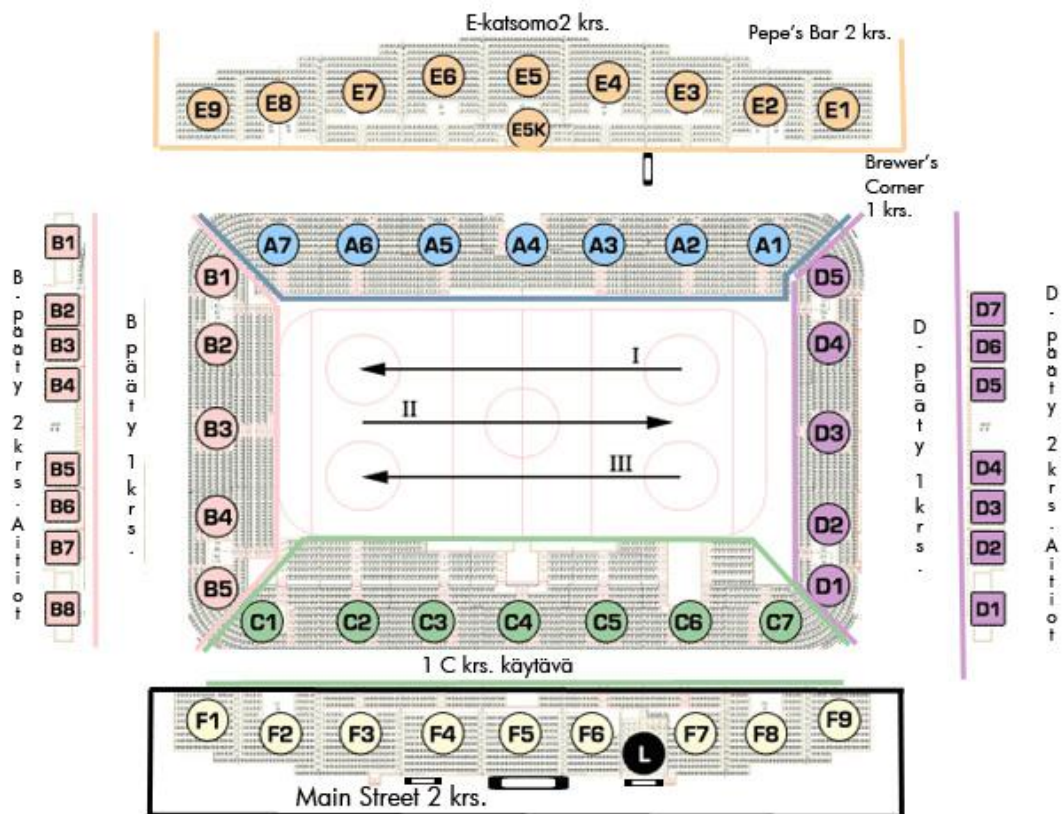 E-katsomo2 krs.
Pepe's Bar 2 krs.
E9 E8 E7 E6 E5 E4 E3 E2 E1
E5K
Brewer's
Corner
1 krs.
A7 A6 A5 A4 A3 A2 A1
B-pääty 2 krs.-Aitiot
B1
B2
B3
B4
B5
B6
B7
B8
B pääty 1 krs.
B1
B2
B3
B4
B5
I
II
III
D5
D4
D3
D2
D1
D-pääty 1krs.
D7
D6
D5
D4
D3
D2
D1
D-pääty 2 krs.-Aitiot
C1 C2 C3 C4 C5 C6 C7
1 C krs. käytävä
F1 F2 F3 F4 F5 F6 L F7 F8 F9
Main Street 2 krs.